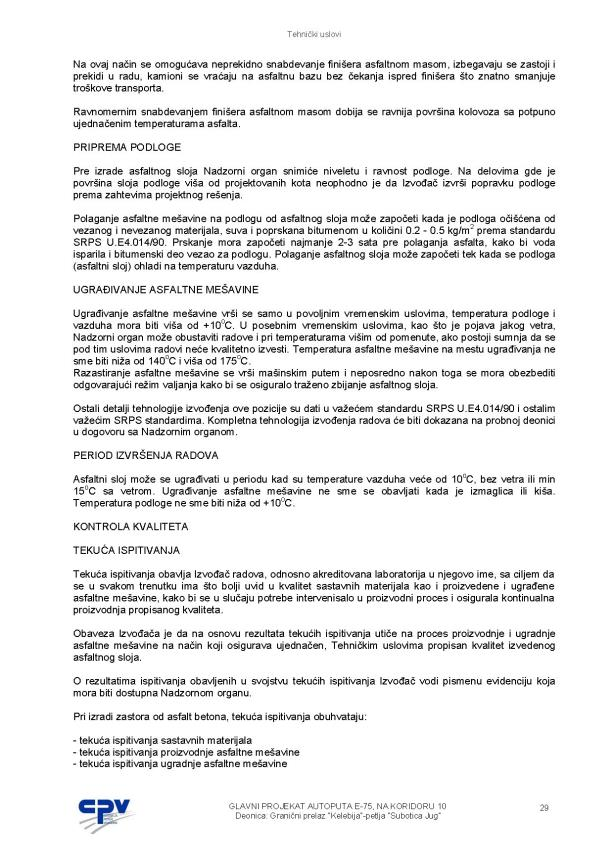 Tehnički uslovi
Na ovaj način se omogućava neprekidno snabdevanje finišera asfaltnom masom, izbegavaju se zastoji i
prekidi u radu, kamioni se vraćaju na asfaltnu bazu bez čekanja ispred finišera što znatno smanjuje
troškove transporta.
Ravnomernim snabdevanjem finišera asfaltnom masom dobija se ravnija površina kolovoza sa potpuno
ujednačenim temperaturama asfalta.
PRIPREMA PODLOGE
Pre izrade asfaltnog sloja Nadzorni organ snimiće niveletu i ravnost podloge. Na delovima gde je
površina sloja podloge viša od projektovanih kota neophodno je da Izvođač izvrši popravku podloge
prema zahtevima projektnog rešenja.
Polaganje asfaltne mešavine na podlogu od asfaltnog sloja može započeti kada je podloga očišćena od
vezanog i nevezanog materijala, suva i poprskana bitumenom u količini 0.2 - 0.5 kg/m² prema standardu
SRPS U.E4.014/90. Prskanje mora započeti najmanje 2-3 sata pre polaganja asfalta, kako bi voda
isparila i bitumenski deo vezao za podlogu. Polaganje asfaltnog sloja može započeti tek kada se podloga
(asfaltni sloj) ohladi na temperaturu vazduha.
UGRAĐIVANJE ASFALTNE MEŠAVINE
Ugrađivanje asfaltne mešavine vrši se samo u povoljnim vremenskim uslovima, temperatura podloge i
vazduha mora biti viša od +10⁰C. U posebnim vremenskim uslovima, kao što je pojava jakog vetra,
Nadzorni organ može obustaviti radove i pri temperaturama višim od pomenute, ako postoji sumnja da se
pod tim uslovima radovi neće kvalitetno izvesti. Temperatura asfaltne mešavine na mestu ugrađivanja ne
sme biti niža od 140⁰C i viša od 175⁰C.
Razastiranje asfaltne mešavine se vrši mašinskim putem i neposredno nakon toga se mora obezbediti
odgovarajući režim valjanja kako bi se osiguralo traženo zbijanje asfaltnog sloja.
Ostali detalji tehnologije izvođenja ove pozicije su dati u važećem standardu SRPS U.E4.014/90 i ostalim
važećim SRPS standardima. Kompletna tehnologija izvođenja radova će biti dokazana na probnoj deonici
u dogovoru sa Nadzornim organom.
PERIOD IZVRŠENJA RADOVA
Asfaltni sloj može se ugrađivati u periodu kad su temperature vazduha veće od 10⁰C, bez vetra ili min
15⁰C sa vetrom. Ugrađivanje asfaltne mešavine ne sme se obavljati kada je izmaglica ili kiša.
Temperatura podloge ne sme biti niža od +10⁰C.
KONTROLA KVALITETA
TEKUĆA ISPITIVANJA
Tekuća ispitivanja obavlja Izvođač radova, odnosno akreditovana laboratorija u njegovo ime, sa ciljem da
se u svakom trenutku ima što bolji uvid u kvalitet sastavnih materijala kao i proizvedene i ugrađene
asfaltne mešavine, kako bi se u slučaju potrebe intervenisalo u proizvodni proces i osigurala kontinualna
proizvodnja propisanog kvaliteta.
Obaveza Izvođača je da na osnovu rezultata tekućih ispitivanja utiče na proces proizvodnje i ugradnje
asfaltne mešavine na način koji osigurava ujednačen, Tehničkim uslovima propisan kvalitet izvedenog
asfaltnog sloja.
O rezultatima ispitivanja obavljenih u svojstvu tekućih ispitivanja Izvođač vodi pismenu evidenciju koja
mora biti dostupna Nadzornom organu.
Pri izradi zastora od asfalt betona, tekuća ispitivanja obuhvataju:
- tekuća ispitivanja sastavnih materijala
- tekuća ispitivanja proizvodnje asfaltne mešavine
- tekuća ispitivanja ugradnje asfaltne mešavine
CPV
GLAVNI PROJEKAT AUTOPUTA E-75, NA KORIDORU 10
29
Deonica: Granični prelaz "Kelebija"-petlja "Subotica Jug"